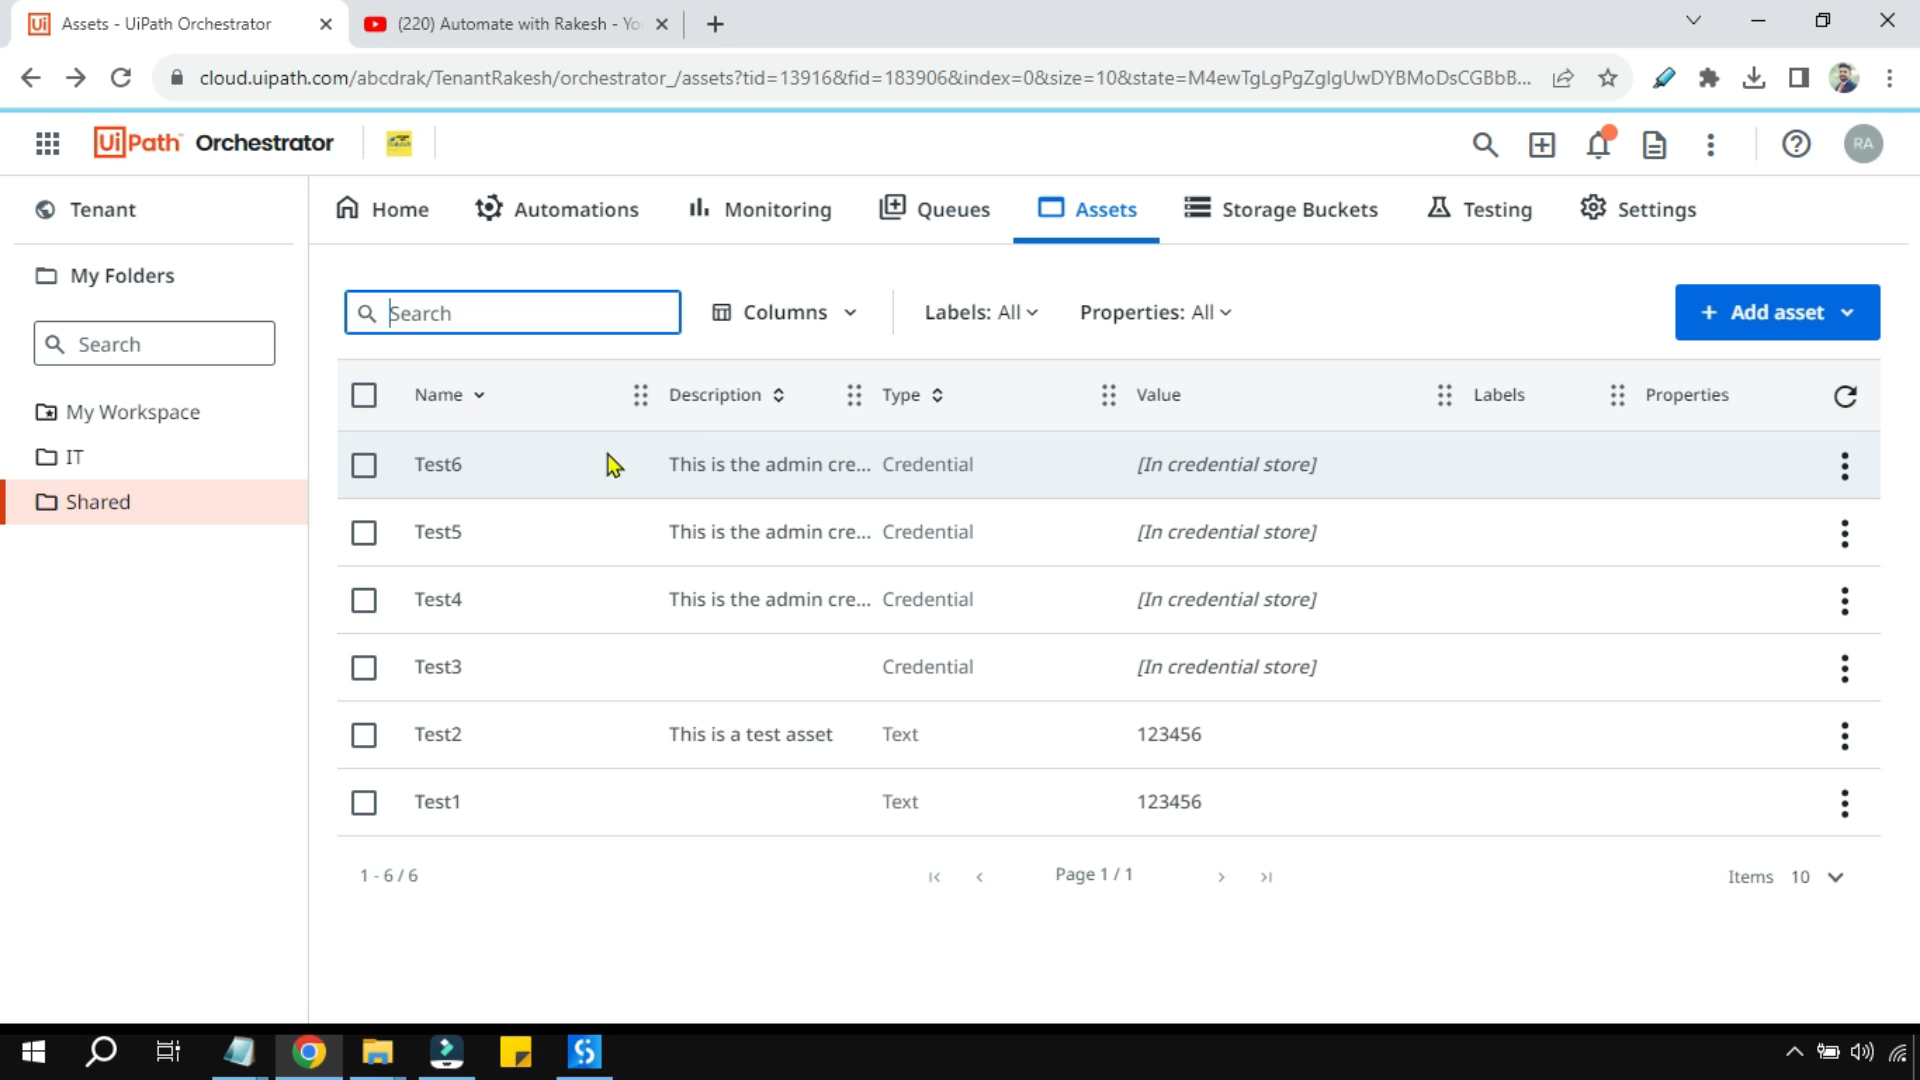 Assets - UiPath Orchestrator
(220) Automate with Rakesh - Yo
cloud.uipath.com/abcdrak/TenantRakesh/orchestrator_/assets?tid=13916&fid=183906&index=0&size=10&state=M4ewTgLgPgZglgUwDYBMoDsCGBbB...
UiPath Orchestrator
RA
Tenant
Home
Automations
Monitoring
Queues
Assets
Storage Buckets
Testing
Settings
My Folders
Search
My Workspace
IT
Shared
Search
Columns
Labels: All
Properties: All
+ Add asset
Name Description Type Value Labels Properties
Test6 This is the admin cre... Credential [In credential store]
Test5 This is the admin cre... Credential [In credential store]
Test4 This is the admin cre... Credential [In credential store]
Test3 Credential [In credential store]
Test2 This is a test asset Text 123456
Test1 Text 123456
1 - 6 / 6
Page 1 / 1
Items 10